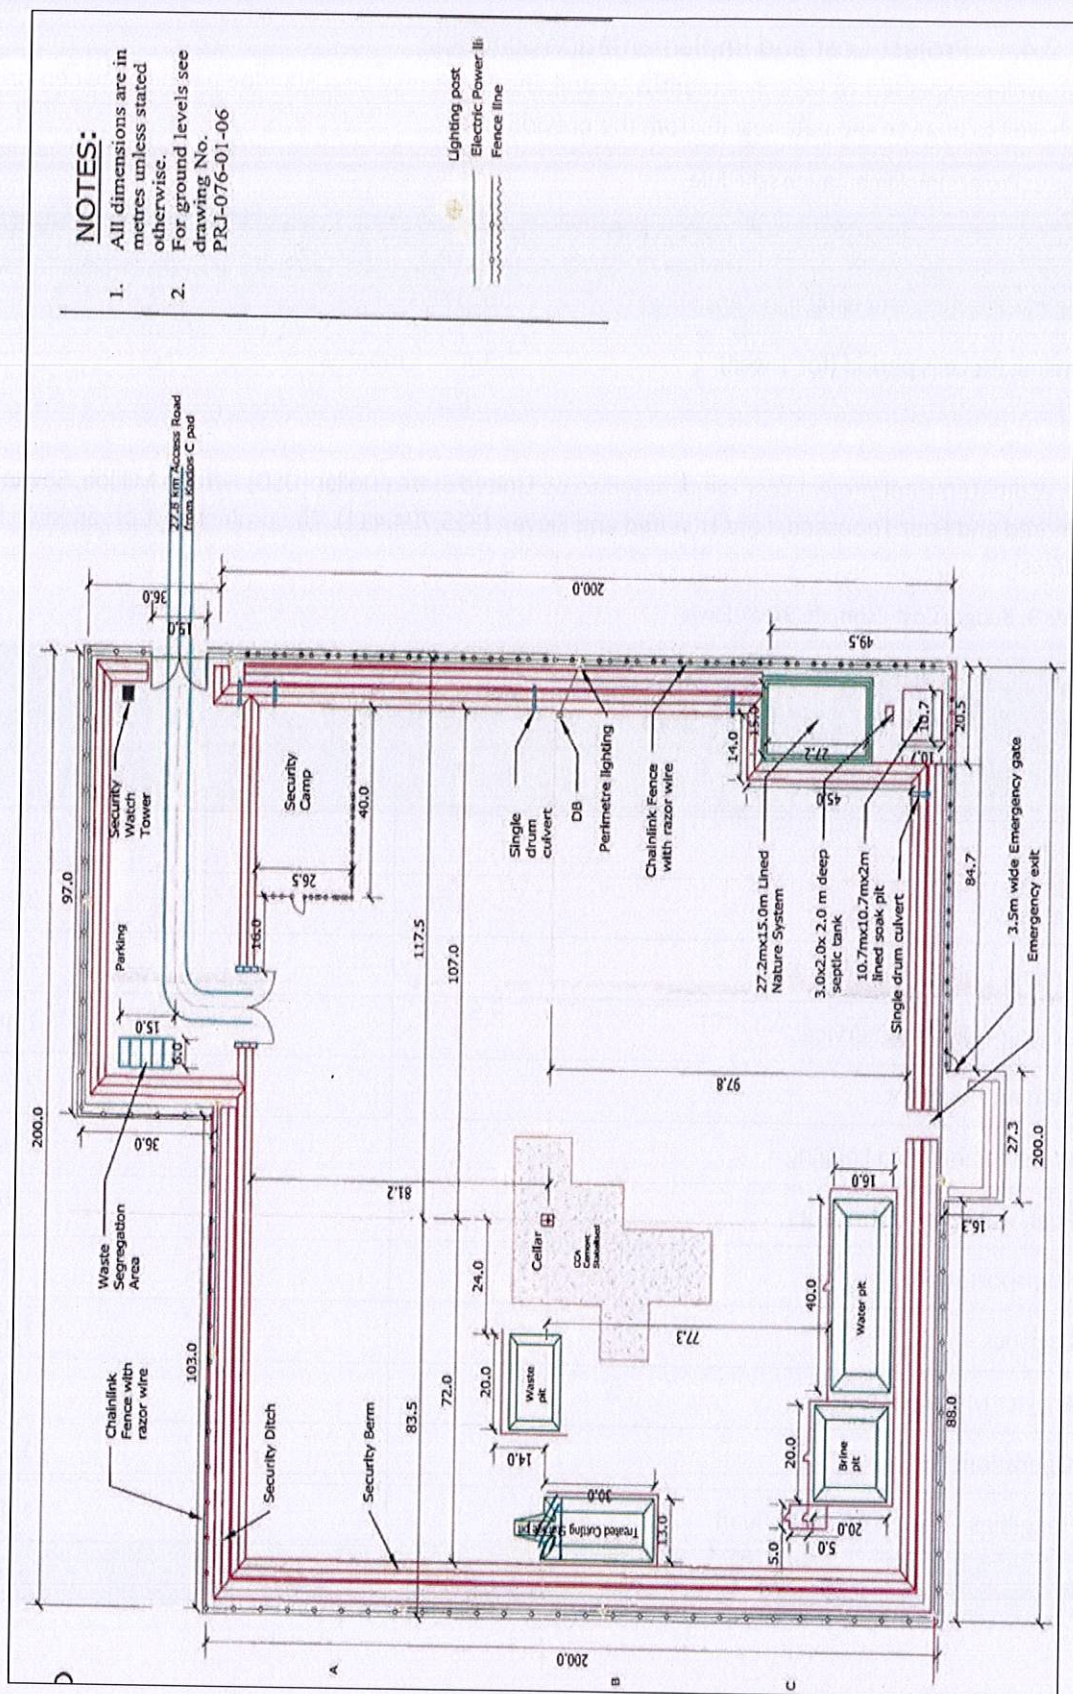 NOTES:
1. All dimensions are in
metres unless stated
otherwise.
2. For ground levels; see
drawing No.
PRJ-076-01-06
Lighting post
Electric Power li
Fence line
27.8 km Access Road
from Kapdin C pad
200.0
97.0
36.0
15.0
200.0
49.5
Security
Watch
Tower
Parking
15.0
6.0
36.0
Waste
Segregation
Area
Chainlink
Fence with
razor wire
103.0
Security
Camp
40.0
26.5
16.0
Security Ditch
Security Berm
117.5
107.0
83.5
72.0
81.2
24.0
Single
drum
culvert
DB
Perimetre lighting
Chainlink Fence
with razor wire
14.0
27.2
45.0
10.7
10.7
20.5
27.2mx15.0m Lined
Nature System
3.0x2.0x 2.0 m deep
septic tank
10.7mx10.7mx2m
lined soak pit
Single drum culvert
84.7
3.5m wide Emergency gate
Emergency exit
97.8
Cellar
Cement
20.0
Waste
pit
14.0
77.3
30.0
Treated Cutting Storage pit
13.0
40.0
16.0
Water pit
20.0
Brine
pit
20.0
5.0
5.0
16.3
27.3
88.0
200.0
200.0
A
B
C